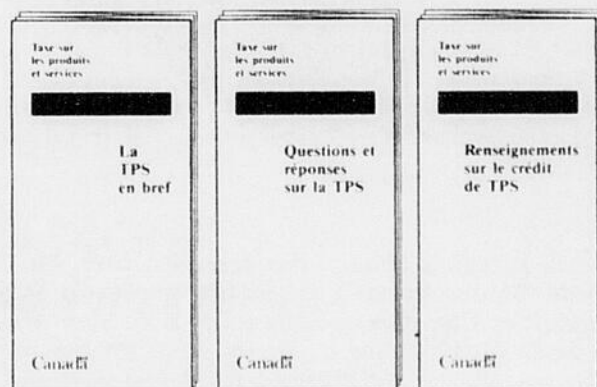 Taxe sur
les produits
et services
La
TPS
en bref
Canada
Taxe sur
les produits
et services
Questions et
réponses
sur la TPS
Canada
Taxe sur
les produits
et services
Renseignements
sur le crédit
de TPS
Canada